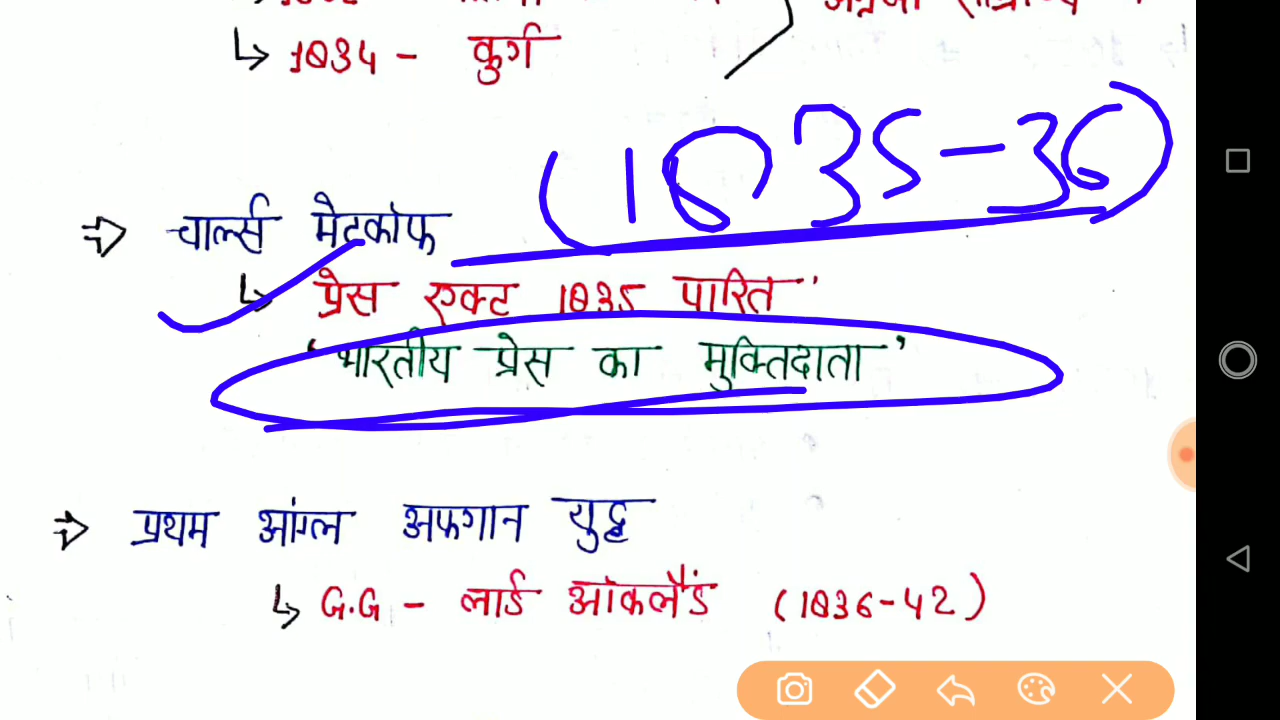 ↳ 1834 - कुर्ग
(1835-36)
⇒ चार्ल्स मेटकॉफ
↳ प्रेस एक्ट 1835 पारित '
'भारतीय प्रेस का मुक्तिदाता'
⇒ प्रथम आंग्ल अफगान युद्ध
↳ G.G - लार्ड ऑकलैंड (1836-42)